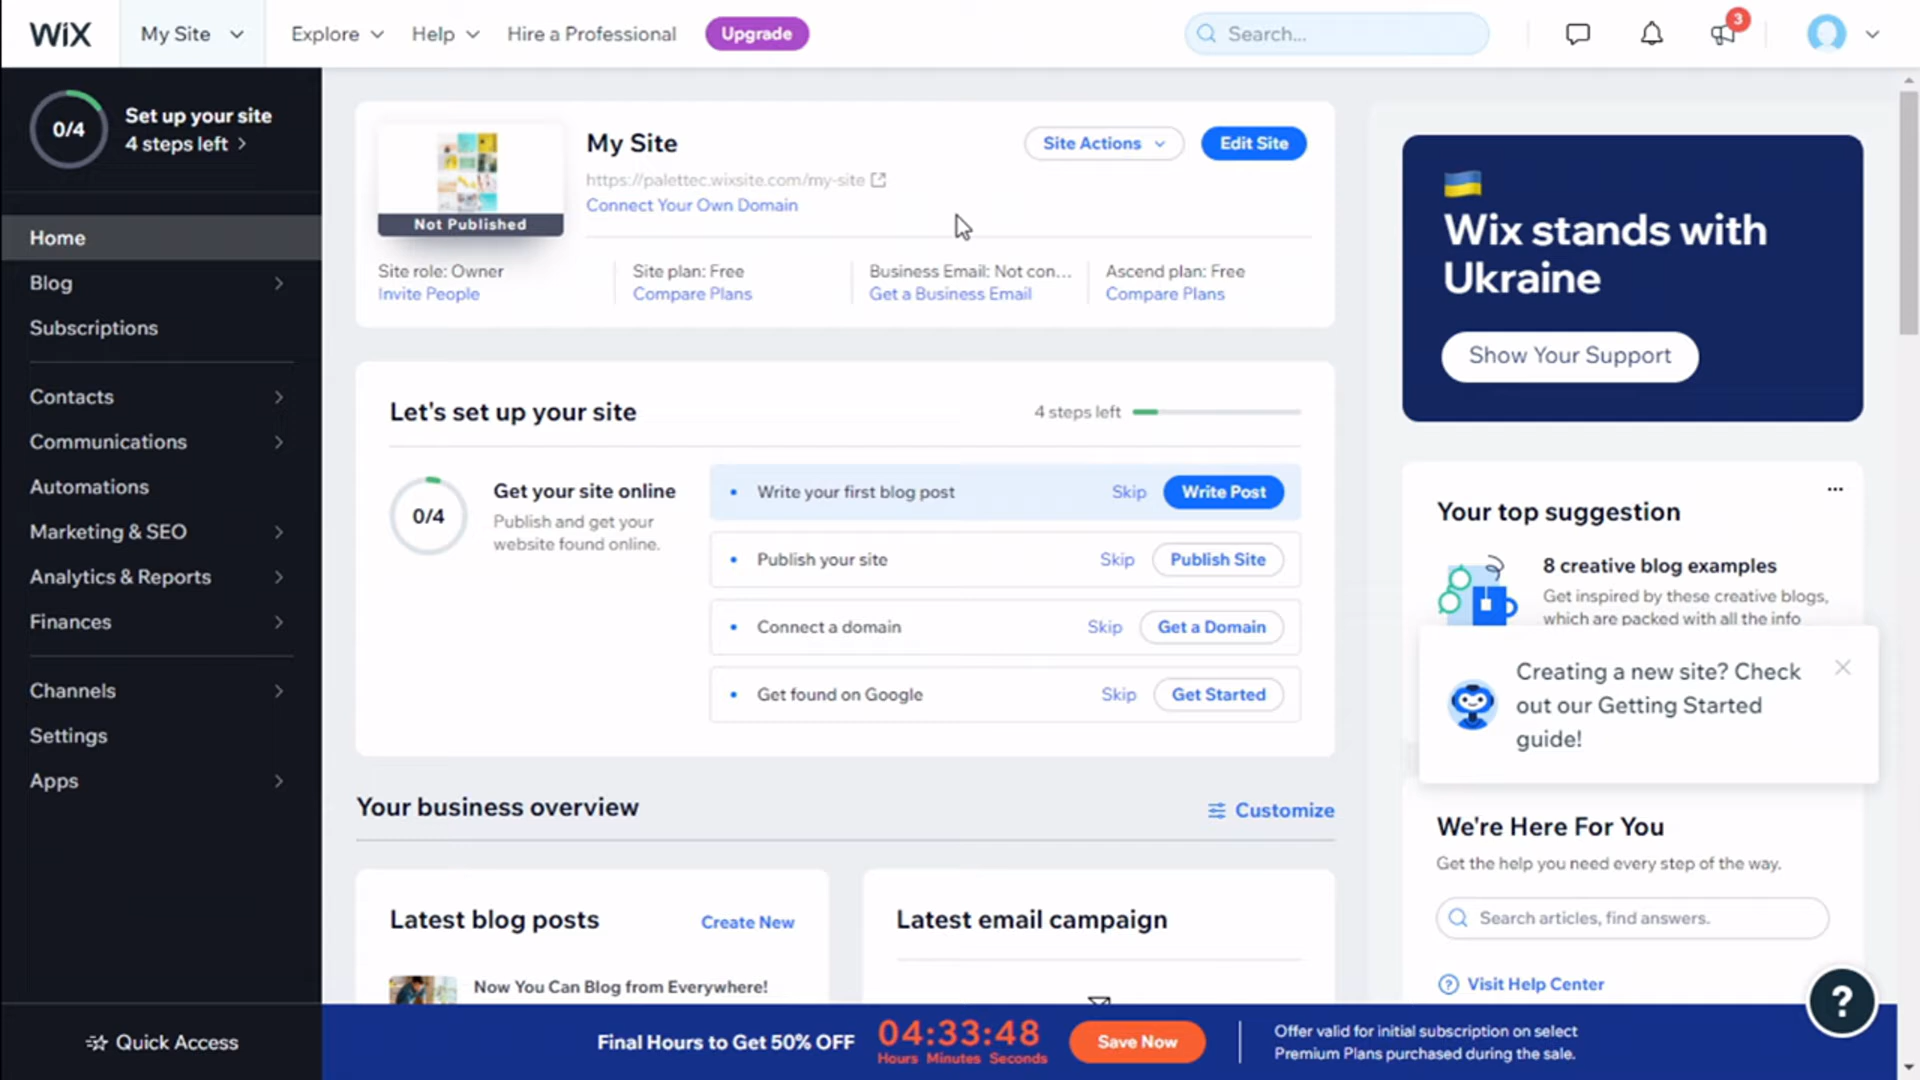 WiX
My Site
Explore
Help
Hire a Professional
Upgrade
Search...
3
0/4
Set up your site
4 steps left
Home
Blog
Subscriptions
Contacts
Communications
Automations
Marketing & SEO
Analytics & Reports
Finances
Channels
Settings
Apps
Quick Access
Not Published
My Site
https://palettec.wixsite.com/my-site
Connect Your Own Domain
Site Actions
Edit Site
Site role: Owner
Invite People
Site plan: Free
Compare Plans
Business Email: Not con...
Get a Business Email
Ascend plan: Free
Compare Plans
Let's set up your site
4 steps left
0/4
Get your site online
Publish and get your
website found online.
Write your first blog post
Skip
Write Post
Publish your site
Skip
Publish Site
Connect a domain
Skip
Get a Domain
Get found on Google
Skip
Get Started
Your business overview
Customize
Latest blog posts
Create New
Now You Can Blog from Everywhere!
Latest email campaign
Wix stands with
Ukraine
Show Your Support
Your top suggestion
8 creative blog examples
Get inspired by these creative blogs,
which are packed with all the info
Creating a new site? Check
out our Getting Started
guide!
We're Here For You
Get the help you need every step of the way.
Search articles, find answers.
? Visit Help Center
?
Final Hours to Get 50% OFF
04:33:48
Hours Minutes Seconds
Save Now
Offer valid for initial subscription on select
Premium Plans purchased during the sale.